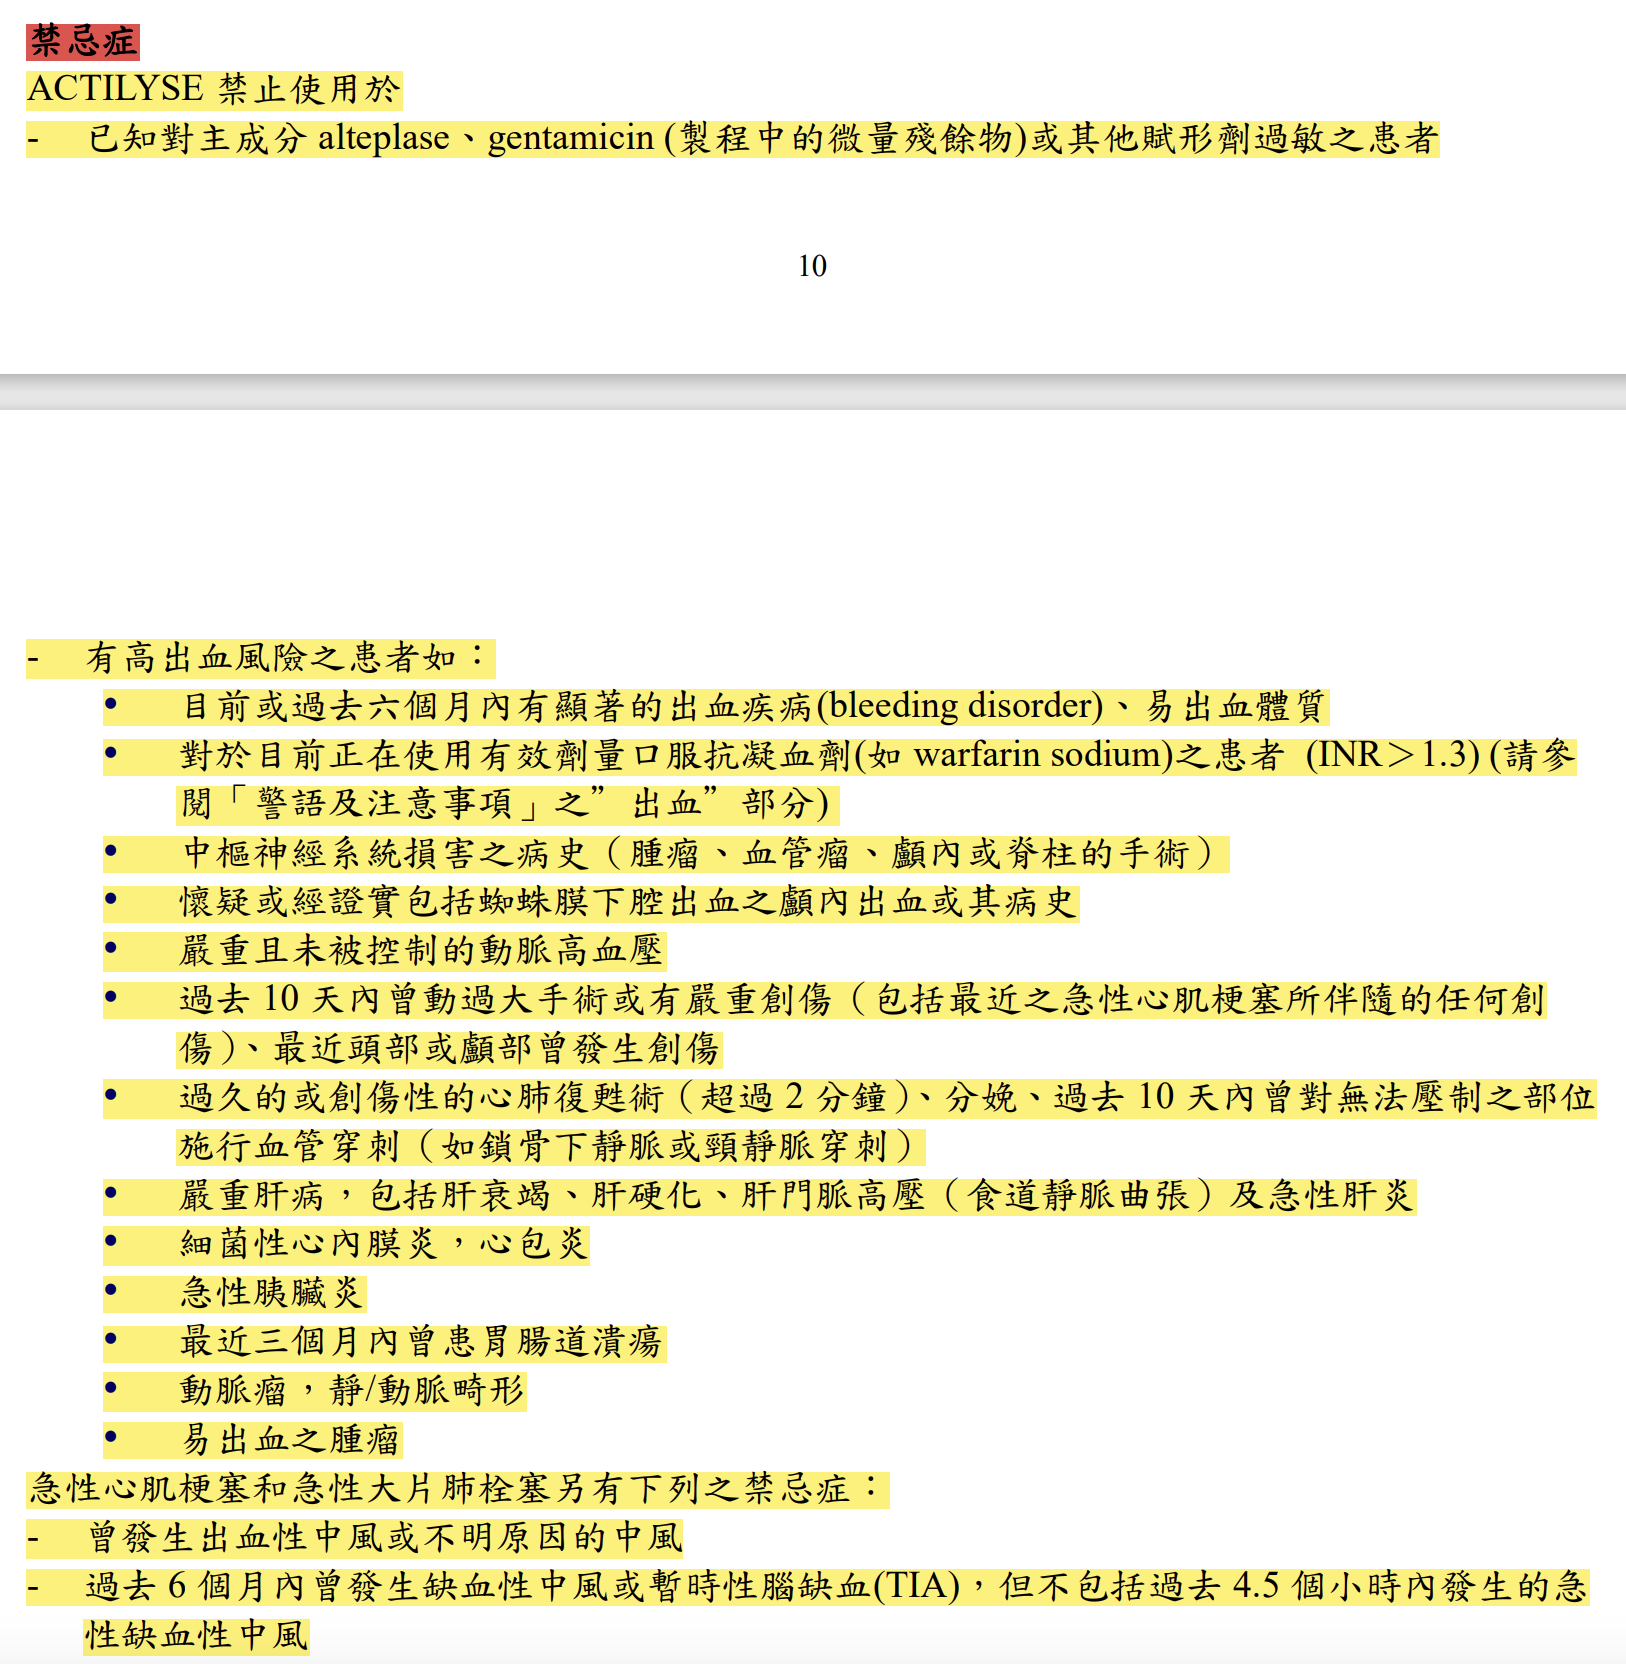 禁忌症
ACTILYSE 禁止使用於
- 已知對主成分 alteplase、gentamicin (製程中的微量殘餘物)或其他賦形劑過敏之患者
10
- 有高出血風險之患者如：
• 目前或過去六個月內有顯著的出血疾病(bleeding disorder)、易出血體質
• 對於目前正在使用有效劑量口服抗凝血劑(如 warfarin sodium)之患者 (INR＞1.3) (請參
閱「警語及注意事項」之”出血”部分)
• 中樞神經系統損害之病史（腫瘤、血管瘤、顱內或脊柱的手術）
• 懷疑或經證實包括蜘蛛膜下腔出血之顱內出血或其病史
• 嚴重且未被控制的動脈高血壓
• 過去 10 天內曾動過大手術或有嚴重創傷（包括最近之急性心肌梗塞所伴隨的任何創
傷）、最近頭部或顱部曾發生創傷
• 過久的或創傷性的心肺復甦術（超過 2 分鐘）、分娩、過去 10 天內曾對無法壓制之部位
施行血管穿刺（如鎖骨下靜脈或頸靜脈穿刺）
• 嚴重肝病，包括肝衰竭、肝硬化、肝門脈高壓（食道靜脈曲張）及急性肝炎
• 細菌性心內膜炎，心包炎
• 急性胰臟炎
• 最近三個月內曾患胃腸道潰瘍
• 動脈瘤，靜/動脈畸形
• 易出血之腫瘤
急性心肌梗塞和急性大片肺栓塞另有下列之禁忌症：
- 曾發生出血性中風或不明原因的中風
- 過去 6 個月內曾發生缺血性中風或暫時性腦缺血(TIA)，但不包括過去 4.5 個小時內發生的急
性缺血性中風